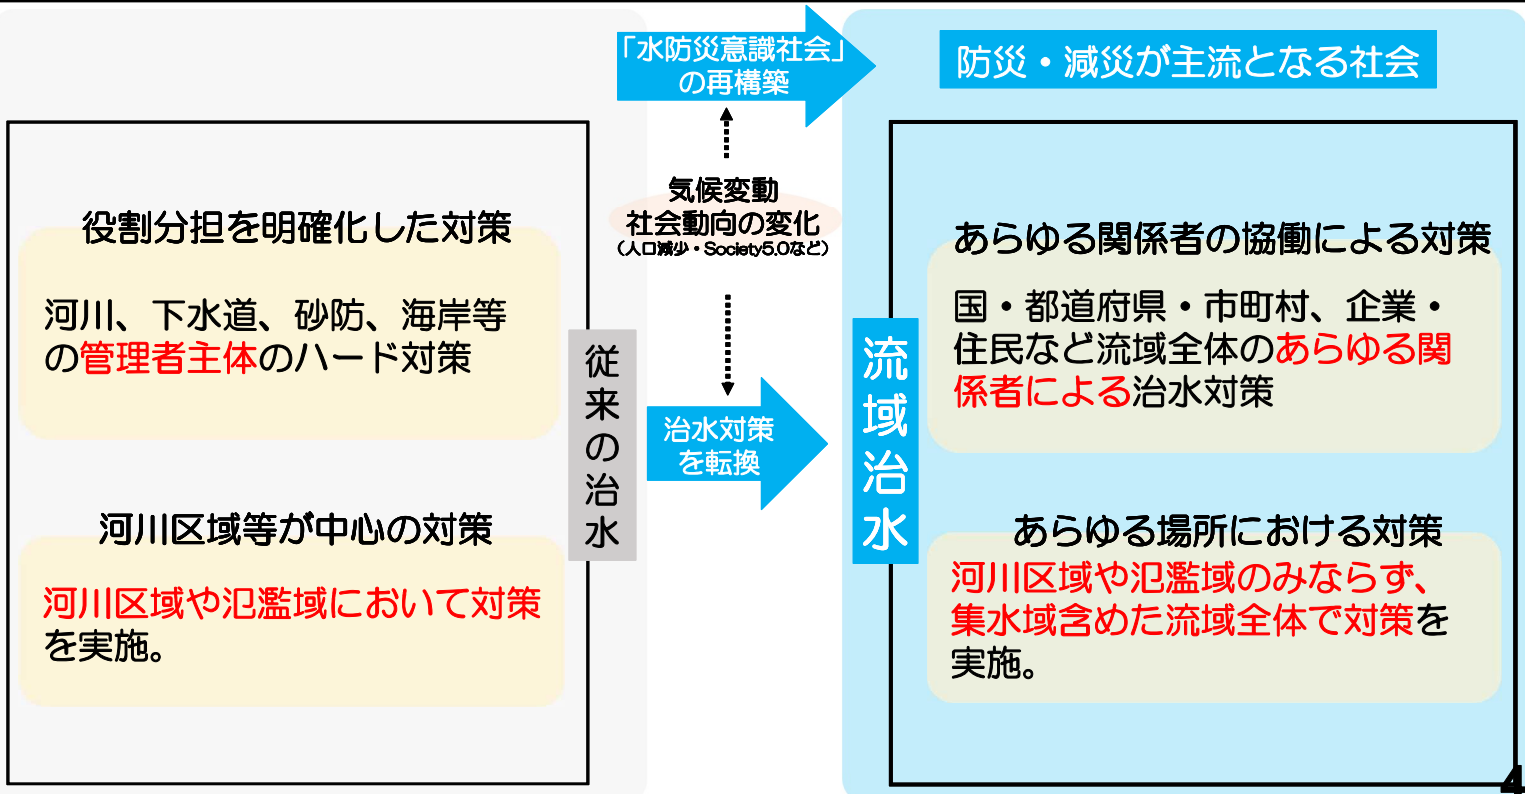 「水防災意識社会」
の再構築
防災・減災が主流となる社会
気候変動
社会動向の変化
（人口減少・Society5.0など）
役割分担を明確化した対策
河川、下水道、砂防、海岸等
の管理者主体のハード対策
河川区域等が中心の対策
河川区域や氾濫域において対策
を実施。
従来の治水
治水対策
を転換
流域治水
あらゆる関係者の協働による対策
国・都道府県・市町村、企業・
住民など流域全体のあらゆる関
係者による治水対策
あらゆる場所における対策
河川区域や氾濫域のみならず、
集水域含めた流域全体で対策を
実施。
4